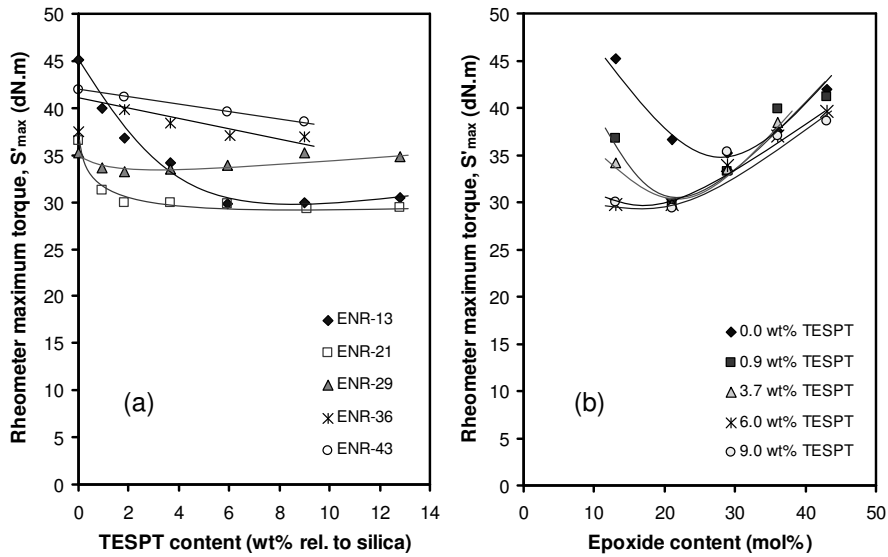 Rheometer maximum torque, S'max (dN.m)
50
45
40
35
30
25
20
15
10
5
0
0 2 4 6 8 10 12 14
TESPT content (wt% rel. to silica)
(a)
ENR-13
ENR-21
ENR-29
ENR-36
ENR-43
Rheometer maximum torque, S'max (dN.m)
50
45
40
35
30
25
20
15
10
5
0
0 10 20 30 40 50
Epoxide content (mol%)
(b)
0.0 wt% TESPT
0.9 wt% TESPT
3.7 wt% TESPT
6.0 wt% TESPT
9.0 wt% TESPT